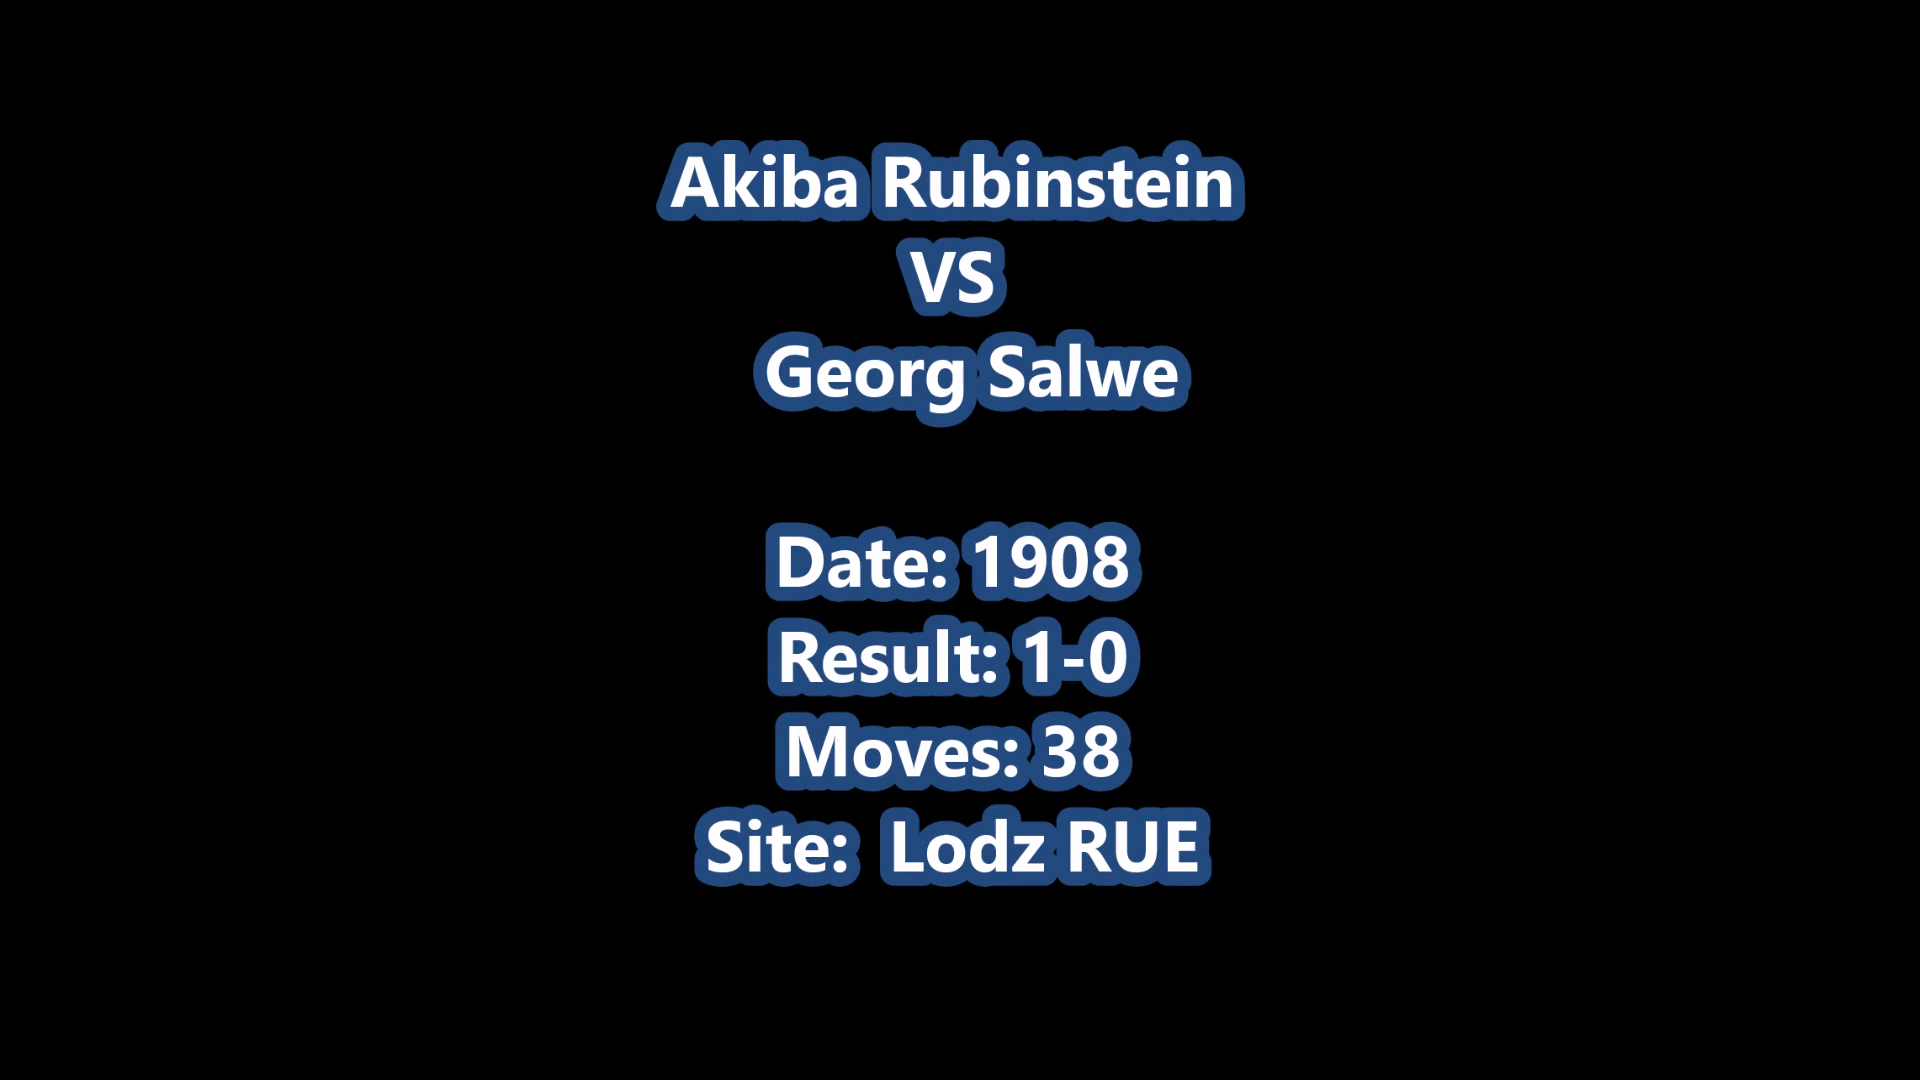 Akiba Rubinstein
VS
Georg Salwe
Date: 1908
Result: 1-0
Moves: 38
Site:  Lodz RUE